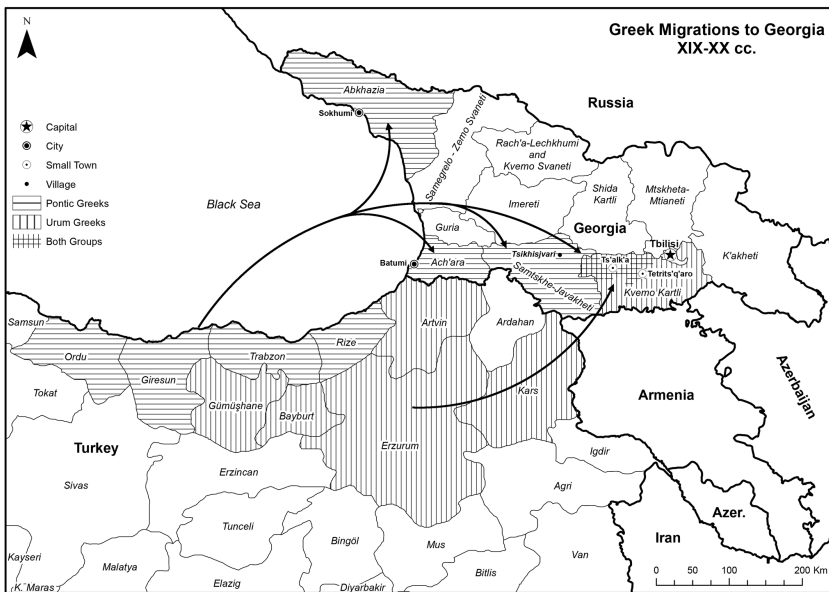 Greek Migrations to Georgia
XIX-XX cc.
N
Capital
City
Small Town
Village
Pontic Greeks
Urum Greeks
Both Groups
Black Sea
Russia
Abkhazia
Sokhumi
Samegrelo - Zemo Svaneti
Rach'a-Lechkhumi
and
Kvemo Svaneti
Imereti
Shida
Kartli
Mtskheta-
Mtianeti
Guria
Georgia
Tbilisi
K'akheti
Batumi
Ach'ara
Tsikhisjvari
Samtskhe-Javakheti
Ts'alk'a
Tetrits'q'aro
Kvemo Kartli
Samsun
Ordu
Giresun
Trabzon
Rize
Artvin
Ardahan
Kars
Tokat
Gümüşhane
Bayburt
Erzurum
Armenia
Azerbaijan
Turkey
Sivas
Erzincan
Igdir
Agri
Tunceli
Bingöl
Mus
Kayseri
K. Maras
Malatya
Elazig
Diyarbakir
Bitlis
Van
Iran
Azer.
0 50 100 200 Km